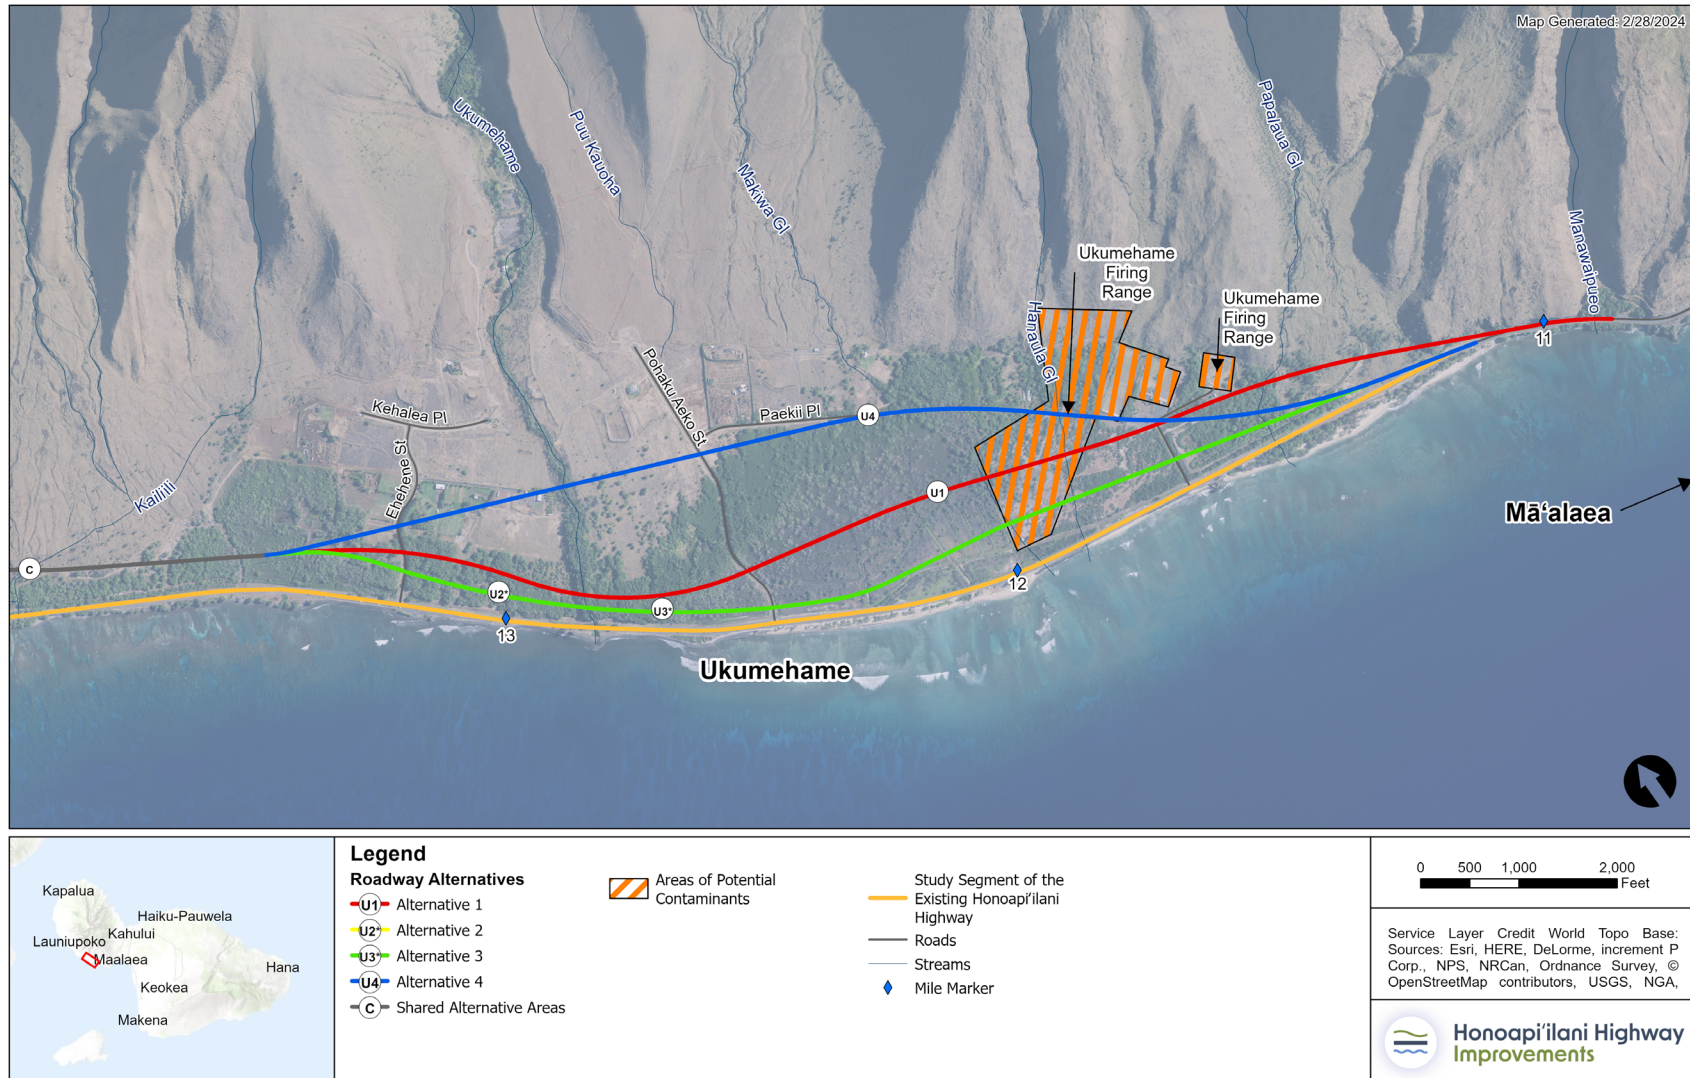 Map Generated: 2/28/2024
Ukumehame
Puu Kauoha
Makiwa Gl
Papalaua Gl
Manawaipueo
Hanaula Gl
Ukumehame
Firing
Range
Ukumehame
Firing
Range
11
Kehalea Pl
Pohaku Aeko St
Paekii Pl
U4
Ehehene St
Kailiili
U1
Mā‘alaea
C
U2*
U3*
12
13
Ukumehame
Kapalua
Haiku-Pauwela
Kahului
Launiupoko
Maalaea
Hana
Keokea
Makena
Legend
Roadway Alternatives
U1 Alternative 1
U2* Alternative 2
U3* Alternative 3
U4 Alternative 4
C Shared Alternative Areas
Areas of Potential
Contaminants
Study Segment of the
Existing Honoapi‘ilani
Highway
Roads
Streams
Mile Marker
0 500 1,000 2,000
Feet
Service Layer Credit World Topo Base:
Sources: Esri, HERE, DeLorme, increment P
Corp., NPS, NRCan, Ordnance Survey, ©
OpenStreetMap contributors, USGS, NGA,
Honoapi‘ilani Highway
Improvements